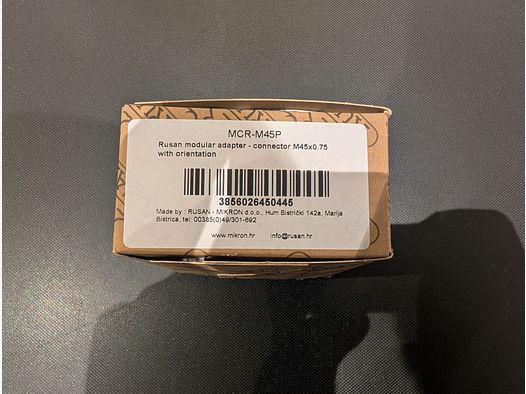 MCR-M45P
Rusan modular adapter - connector M45x0.75
with orientation
3856026450445
Made by : RUSAN - MIKRON d.o.o., Hum Bistrički 142a, Marija
Bistrica, tel: 00385(0)49/301-692
www.mikron.hr info@rusan.hr